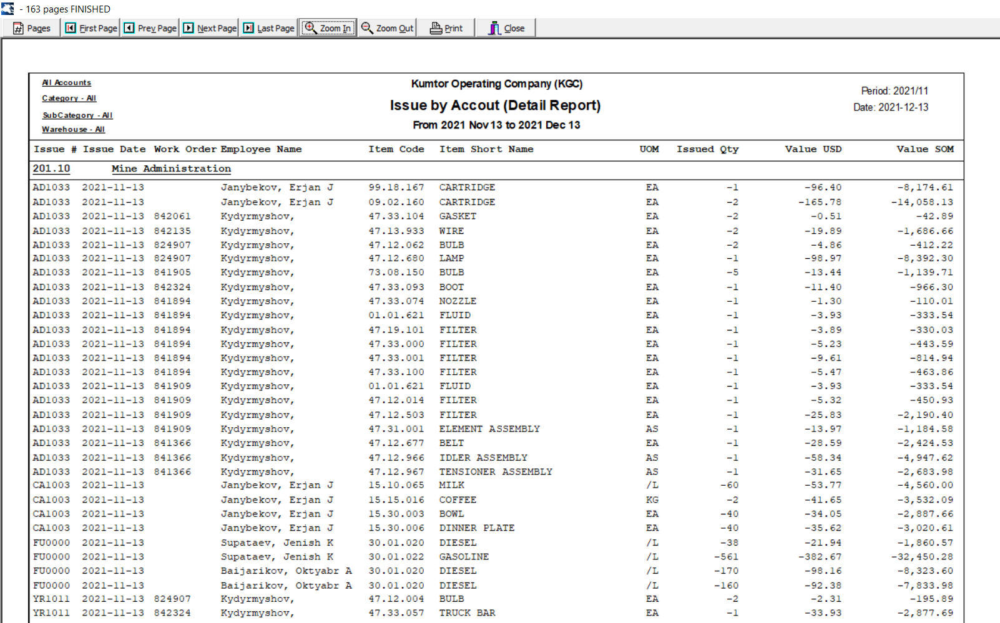 - 163 pages FINISHED
Pages First Page Prev Page Next Page Last Page Zoom In Zoom Out Print Close
All Accounts
Category - All
SubCategory - All
Warehouse - All
Kumtor Operating Company (KGC)
Issue by Accout (Detail Report)
From 2021 Nov 13 to 2021 Dec 13
Period: 2021/11
Date: 2021-12-13
Issue # Issue Date Work Order Employee Name Item Code Item Short Name UOM Issued Qty Value USD Value SOM
201.10 Mine Administration
AD1033 2021-11-13 Janybekov, Erjan J 99.18.167 CARTRIDGE EA -1 -96.40 -8,174.61
AD1033 2021-11-13 Janybekov, Erjan J 09.02.160 CARTRIDGE EA -2 -165.78 -14,058.13
AD1033 2021-11-13 842061 Kydyrmyshov, 47.33.104 GASKET EA -2 -0.51 -42.89
AD1033 2021-11-13 842135 Kydyrmyshov, 47.13.933 WIRE EA -2 -19.89 -1,686.66
AD1033 2021-11-13 824907 Kydyrmyshov, 47.12.062 BULB EA -2 -4.86 -412.22
AD1033 2021-11-13 824907 Kydyrmyshov, 47.12.680 LAMP EA -1 -98.97 -8,392.30
AD1033 2021-11-13 841905 Kydyrmyshov, 73.08.150 BULB EA -5 -13.44 -1,139.71
AD1033 2021-11-13 842324 Kydyrmyshov, 47.33.093 BOOT EA -1 -11.40 -966.30
AD1033 2021-11-13 841894 Kydyrmyshov, 47.33.074 NOZZLE EA -1 -1.30 -110.01
AD1033 2021-11-13 841894 Kydyrmyshov, 01.01.621 FLUID EA -1 -3.93 -333.54
AD1033 2021-11-13 841894 Kydyrmyshov, 47.19.101 FILTER EA -1 -3.89 -330.03
AD1033 2021-11-13 841894 Kydyrmyshov, 47.33.000 FILTER EA -1 -5.23 -443.59
AD1033 2021-11-13 841894 Kydyrmyshov, 47.33.001 FILTER EA -1 -9.61 -814.94
AD1033 2021-11-13 841894 Kydyrmyshov, 47.33.100 FILTER EA -1 -5.47 -463.86
AD1033 2021-11-13 841909 Kydyrmyshov, 01.01.621 FLUID EA -1 -3.93 -333.54
AD1033 2021-11-13 841909 Kydyrmyshov, 47.12.014 FILTER EA -1 -5.32 -450.93
AD1033 2021-11-13 841909 Kydyrmyshov, 47.12.503 FILTER EA -1 -25.83 -2,190.40
AD1033 2021-11-13 841909 Kydyrmyshov, 47.31.001 ELEMENT ASSEMBLY AS -1 -13.97 -1,184.58
AD1033 2021-11-13 841366 Kydyrmyshov, 47.12.677 BELT EA -1 -28.59 -2,424.53
AD1033 2021-11-13 841366 Kydyrmyshov, 47.12.966 IDLER ASSEMBLY AS -1 -58.34 -4,947.62
AD1033 2021-11-13 841366 Kydyrmyshov, 47.12.967 TENSIONER ASSEMBLY AS -1 -31.65 -2,683.98
CA1003 2021-11-13 Janybekov, Erjan J 15.10.065 MILK /L -60 -53.77 -4,560.00
CA1003 2021-11-13 Janybekov, Erjan J 15.15.016 COFFEE KG -2 -41.65 -3,532.09
CA1003 2021-11-13 Janybekov, Erjan J 15.30.003 BOWL EA -40 -34.05 -2,887.66
CA1003 2021-11-13 Janybekov, Erjan J 15.30.006 DINNER PLATE EA -40 -35.62 -3,020.61
FU0000 2021-11-13 Supataev, Jenish K 30.01.020 DIESEL /L -38 -21.94 -1,860.57
FU0000 2021-11-13 Supataev, Jenish K 30.01.022 GASOLINE /L -561 -382.67 -32,450.28
FU0000 2021-11-13 Baijarikov, Oktyabr A 30.01.020 DIESEL /L -170 -98.16 -8,323.60
FU0000 2021-11-13 Baijarikov, Oktyabr A 30.01.020 DIESEL /L -160 -92.38 -7,833.98
YR1011 2021-11-13 824907 Kydyrmyshov, 47.12.004 BULB EA -2 -2.31 -195.89
YR1011 2021-11-13 842324 Kydyrmyshov, 47.33.057 TRUCK BAR EA -1 -33.93 -2,877.69